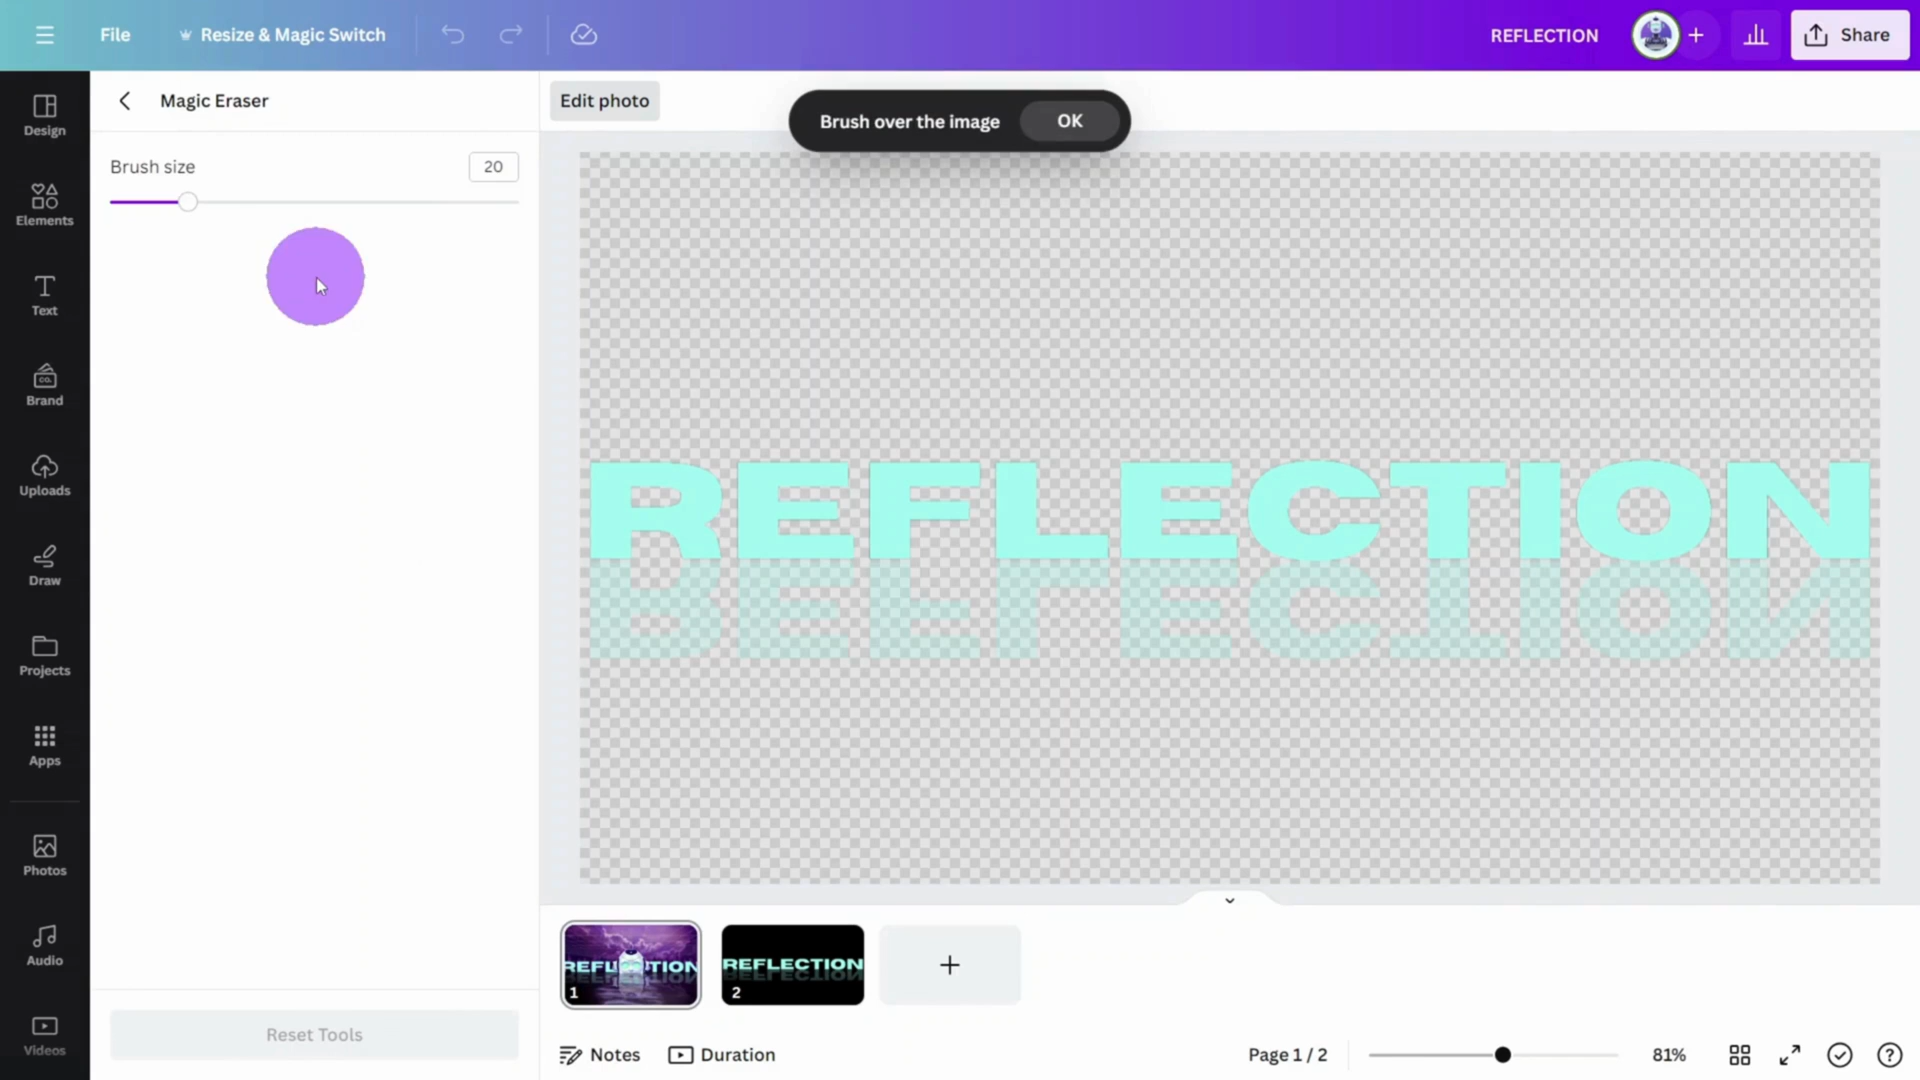 File
Resize & Magic Switch
REFLECTION
Share
Design
Elements
Text
Brand
Uploads
Draw
Projects
Apps
Photos
Audio
Videos
Magic Eraser
Brush size
20
Reset Tools
Edit photo
Brush over the image
OK
REFLECTION
REFLECTION
REFLECTION
1
REFLECTION
REFLECTION
2
Notes
Duration
Page 1 / 2
81%